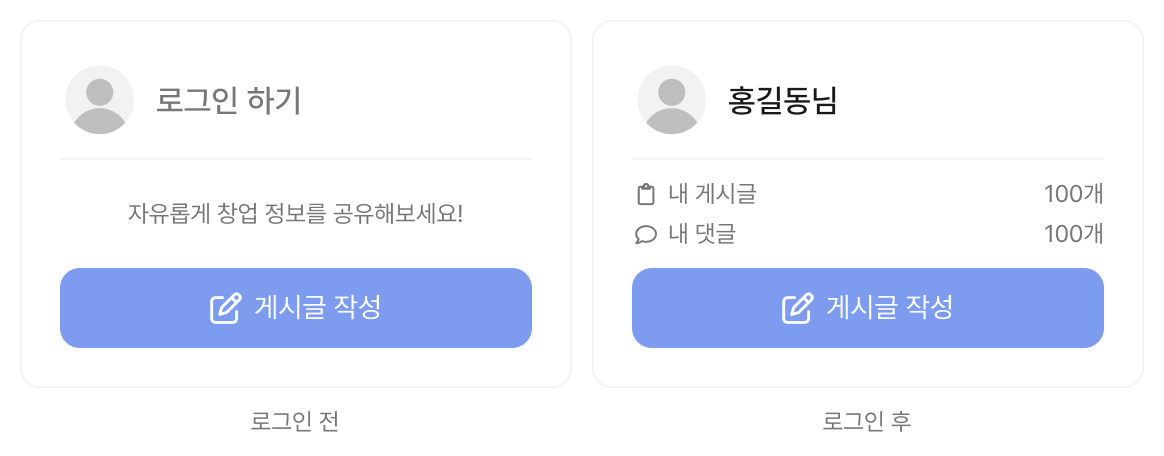 로그인 하기
자유롭게 창업 정보를 공유해보세요!
게시글 작성
로그인 전
홍길동님
내 게시글 100개
내 댓글 100개
게시글 작성
로그인 후